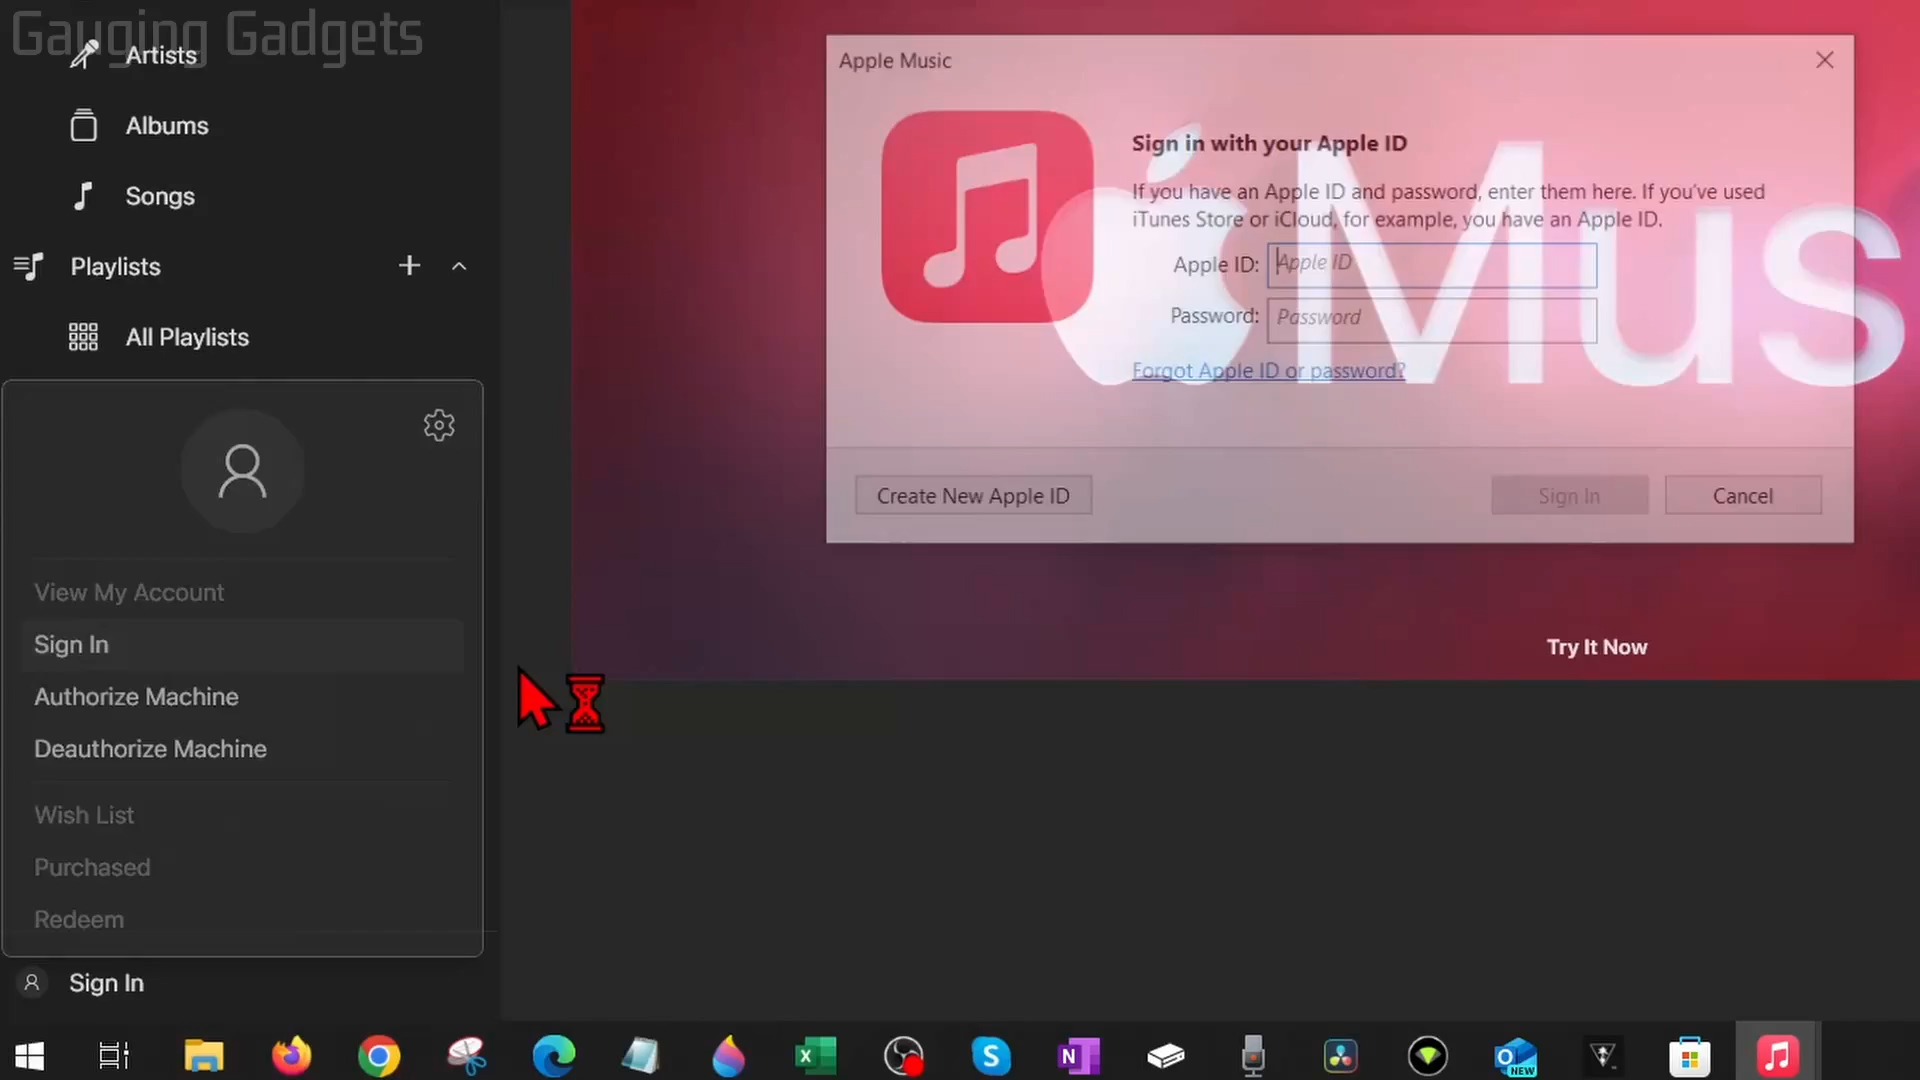 Gauging Gadgets
Artists
Albums
Songs
Playlists
All Playlists
View My Account
Sign In
Authorize Machine
Deauthorize Machine
Wish List
Purchased
Redeem
Sign In
Apple Music
Sign in with your Apple ID
If you have an Apple ID and password, enter them here. If you've used
iTunes Store or iCloud, for example, you have an Apple ID.
Apple ID: Apple ID
Password: Password
Forgot Apple ID or password?
Create New Apple ID
Sign In
Cancel
Mus
Try It Now
X
S
N
NEW